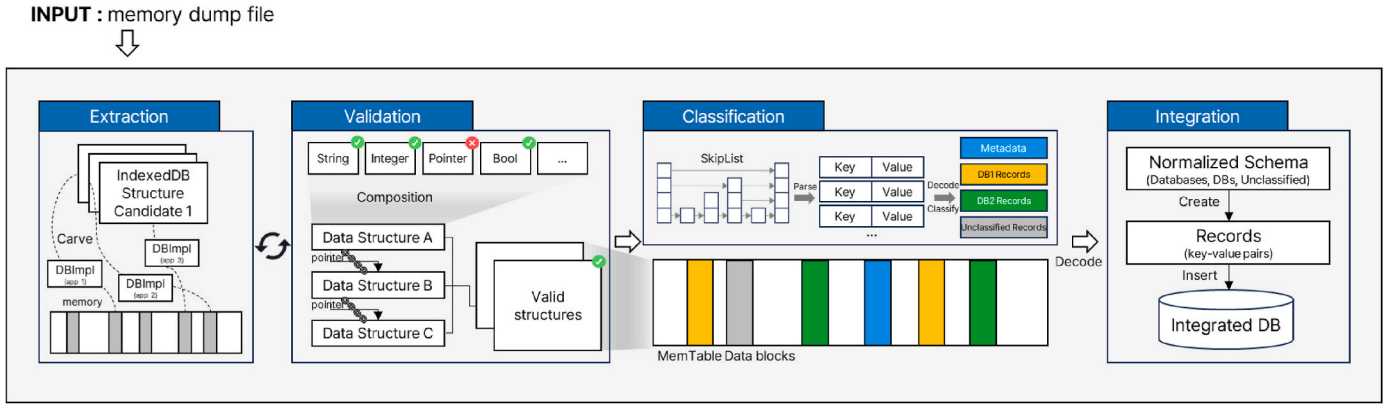 INPUT : memory dump file
Extraction
IndexedDB
Structure
Candidate 1
Carve
DBImpl
(app 1)
DBImpl
(app 2)
DBImpl
(app 3)
memory
Validation
String
Integer
Pointer
Bool
...
Composition
Data Structure A
pointer
Data Structure B
pointer
Data Structure C
Valid
structures
Classification
SkipList
Parse
Key Value
Key Value
Key Value
...
Decode
Classify
Metadata
DB1 Records
DB2 Records
Unclassified Records
MemTable Data blocks
Decode
Integration
Normalized Schema
(Databases, DBs, Unclassified)
Create
Records
(key-value pairs)
Insert
Integrated DB